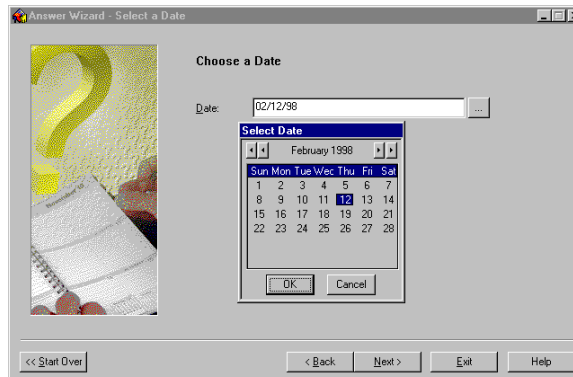 Answer Wizard - Select a Date
Choose a Date
Date: 02/12/98 ...
Select Date
February 1998
Sun Mon Tue Wec Thu Fri Sat
1 2 3 4 5 6 7
8 9 10 11 12 13 14
15 16 17 18 19 20 21
22 23 24 25 26 27 28
OK Cancel
<< Start Over < Back Next > Exit Help